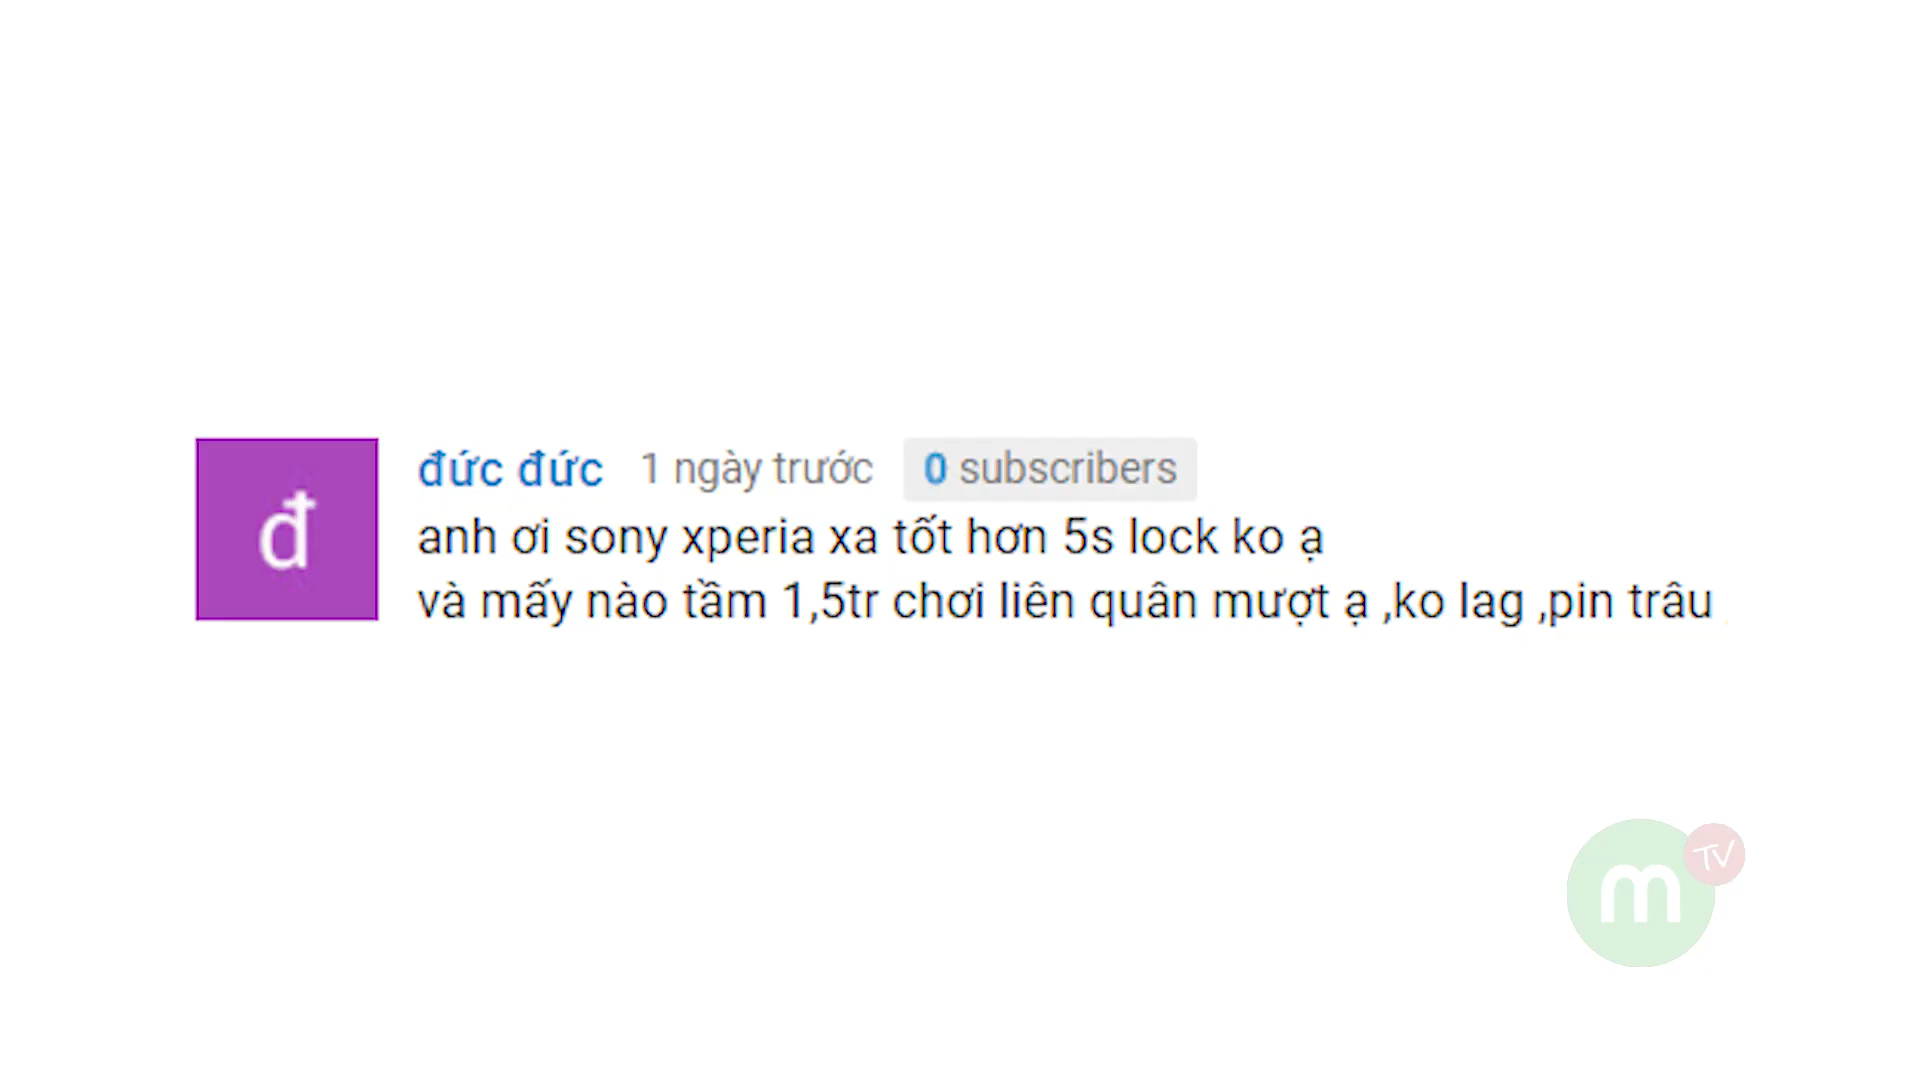 đ
đức đức 1 ngày trước 0 subscribers
anh ơi sony xperia xa tốt hơn 5s lock ko ạ
và mấy nào tầm 1,5tr chơi liên quân mượt ạ ,ko lag ,pin trâu
m TV